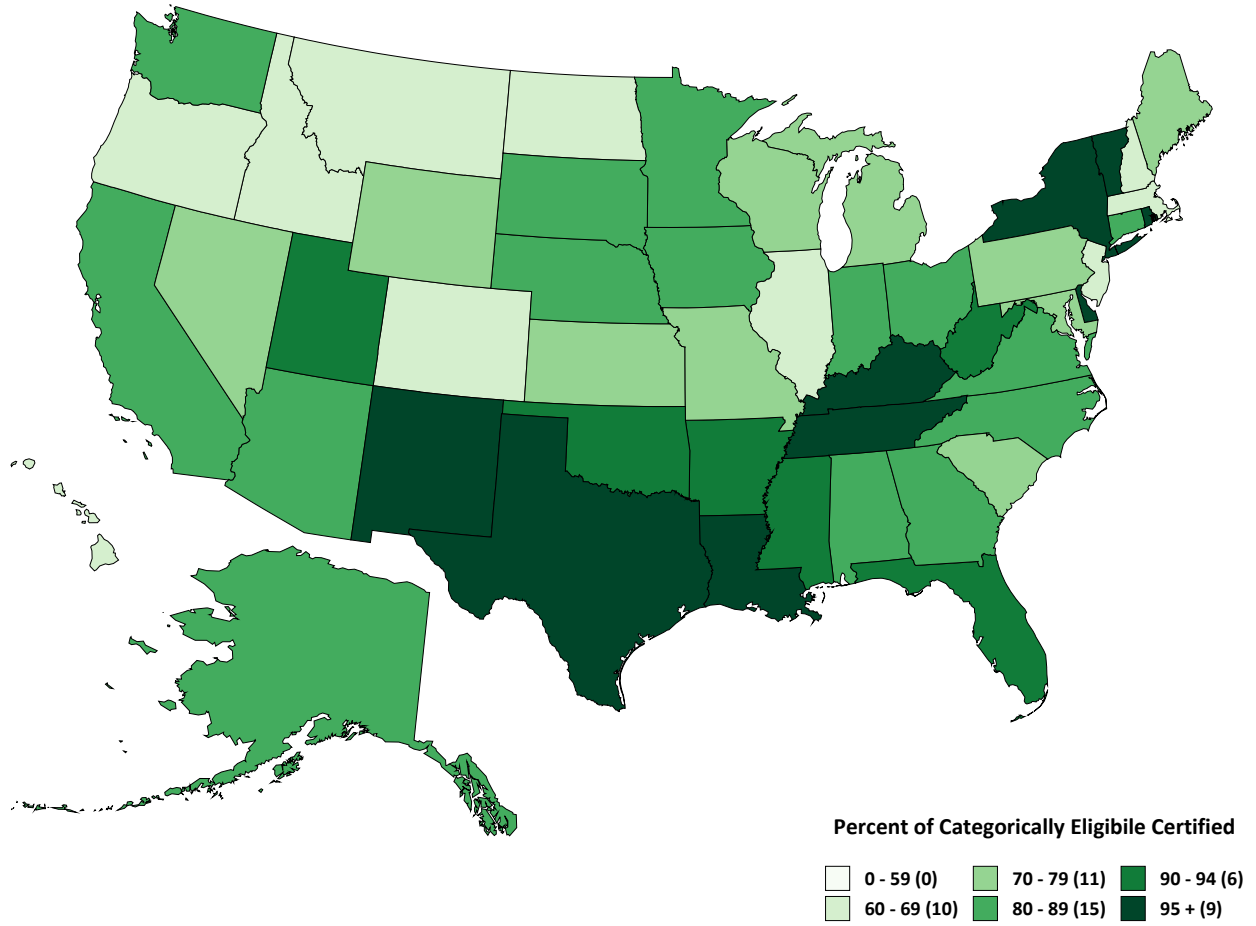 Percent of Categorically Eligibile Certified
0 - 59 (0) 70 - 79 (11) 90 - 94 (6)
60 - 69 (10) 80 - 89 (15) 95 + (9)